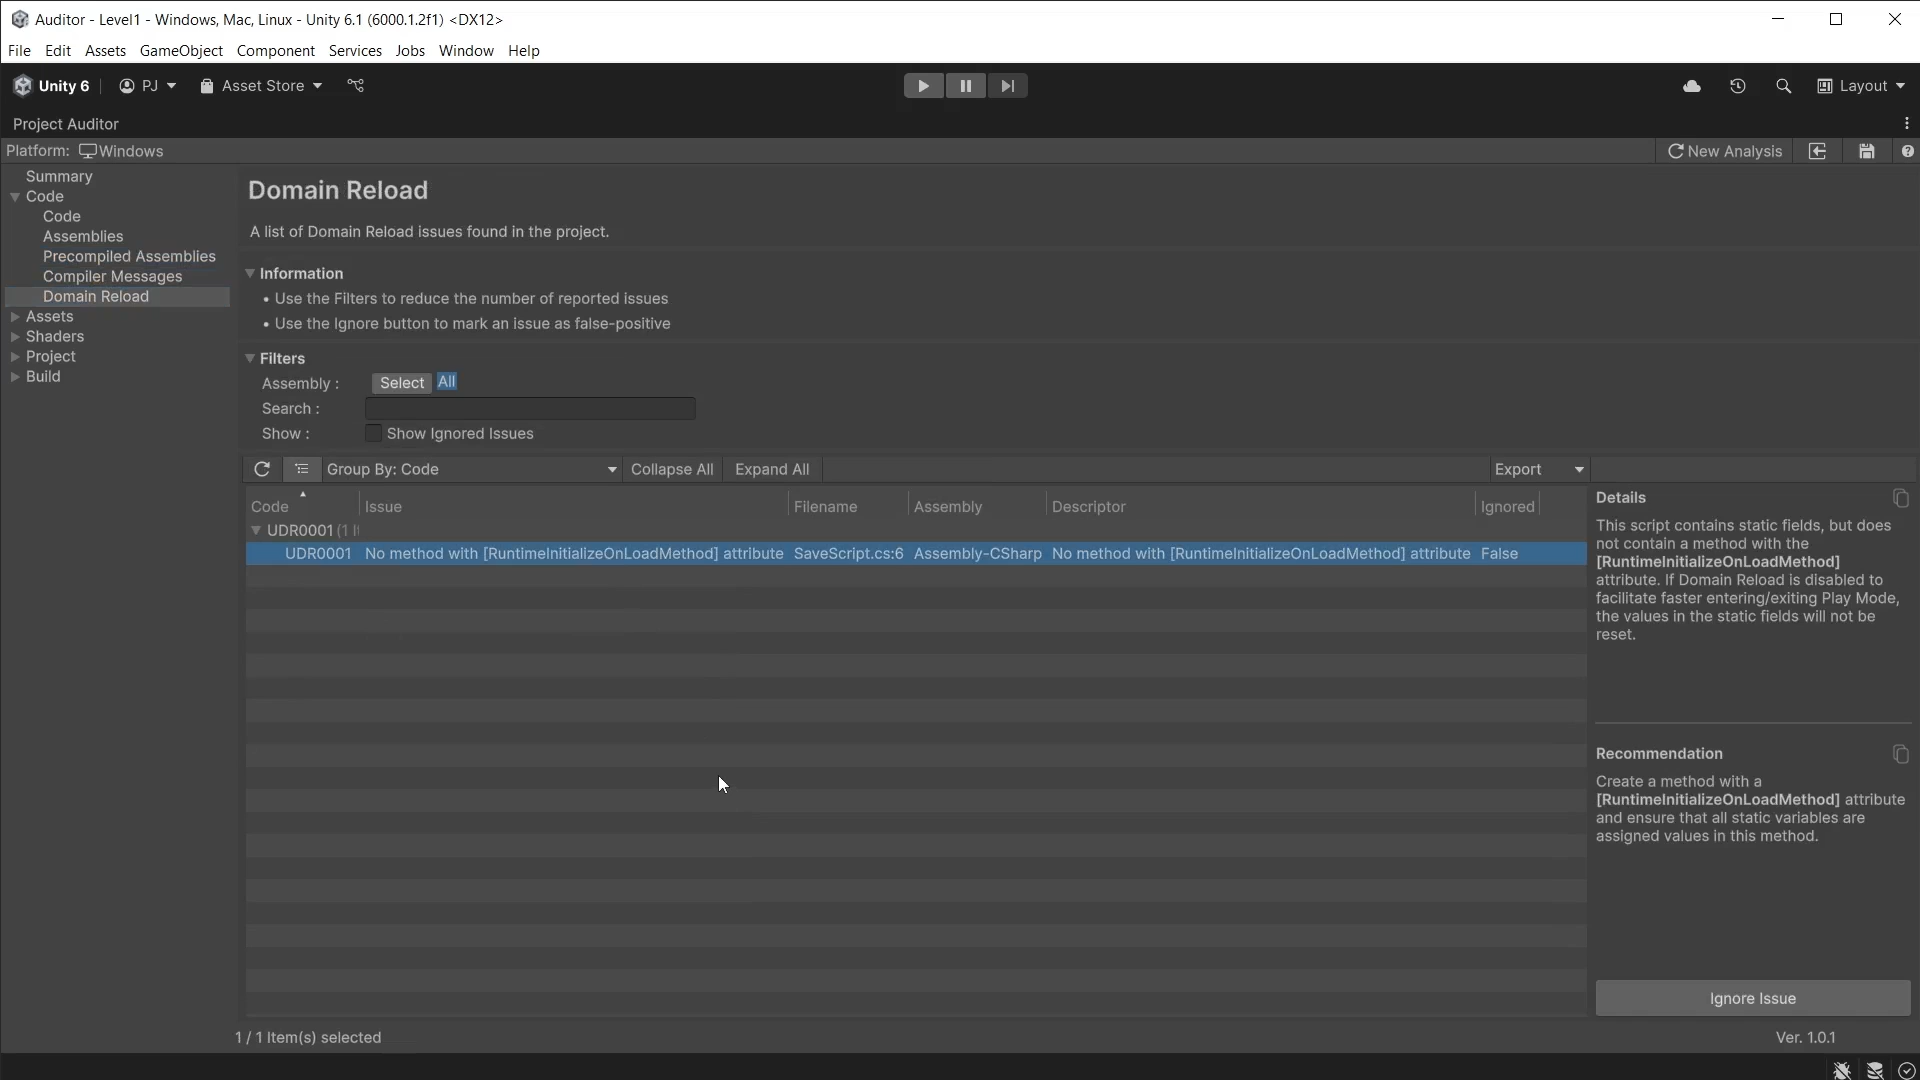 Auditor - Level1 - Windows, Mac, Linux - Unity 6.1 (6000.1.2f1) <DX12>
File Edit Assets GameObject Component Services Jobs Window Help
Unity 6 PJ Asset Store Layout
Project Auditor
Platform: Windows New Analysis
Summary
Code
Code
Assemblies
Precompiled Assemblies
Compiler Messages
Domain Reload
Assets
Shaders
Project
Build
Domain Reload
A list of Domain Reload issues found in the project.
Information
• Use the Filters to reduce the number of reported issues
• Use the Ignore button to mark an issue as false-positive
Filters
Assembly : Select All
Search :
Show : Show Ignored Issues
Group By: Code Collapse All Expand All Export
Code Issue Filename Assembly Descriptor Ignored
UDR0001 (1 It
UDR0001 No method with [RuntimeInitializeOnLoadMethod] attribute SaveScript.cs:6 Assembly-CSharp No method with [RuntimeInitializeOnLoadMethod] attribute False
Details
This script contains static fields, but does
not contain a method with the
[RuntimeInitializeOnLoadMethod]
attribute. If Domain Reload is disabled to
facilitate faster entering/exiting Play Mode,
the values in the static fields will not be
reset.
Recommendation
Create a method with a
[RuntimeInitializeOnLoadMethod] attribute
and ensure that all static variables are
assigned values in this method.
Ignore Issue
1 / 1 Item(s) selected Ver. 1.0.1